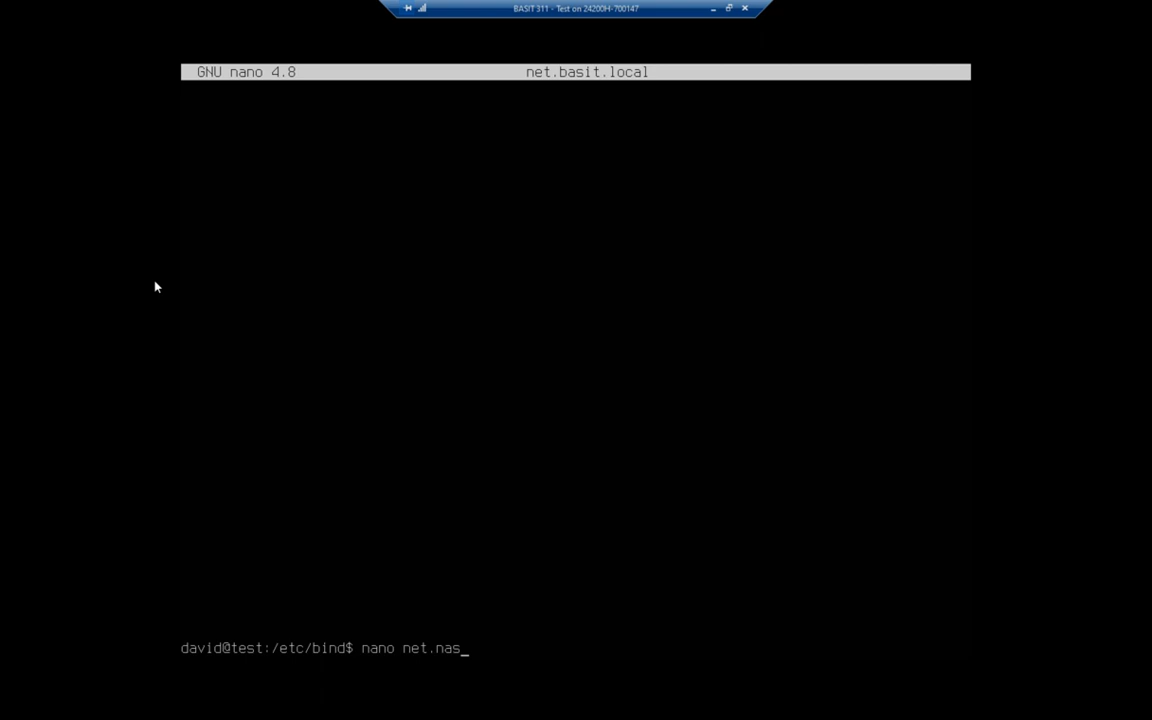 BASIT 311 - Test on 24200H-700147
GNU nano 4.8 net.basit.local
david@test:/etc/bind$ nano net.nas_